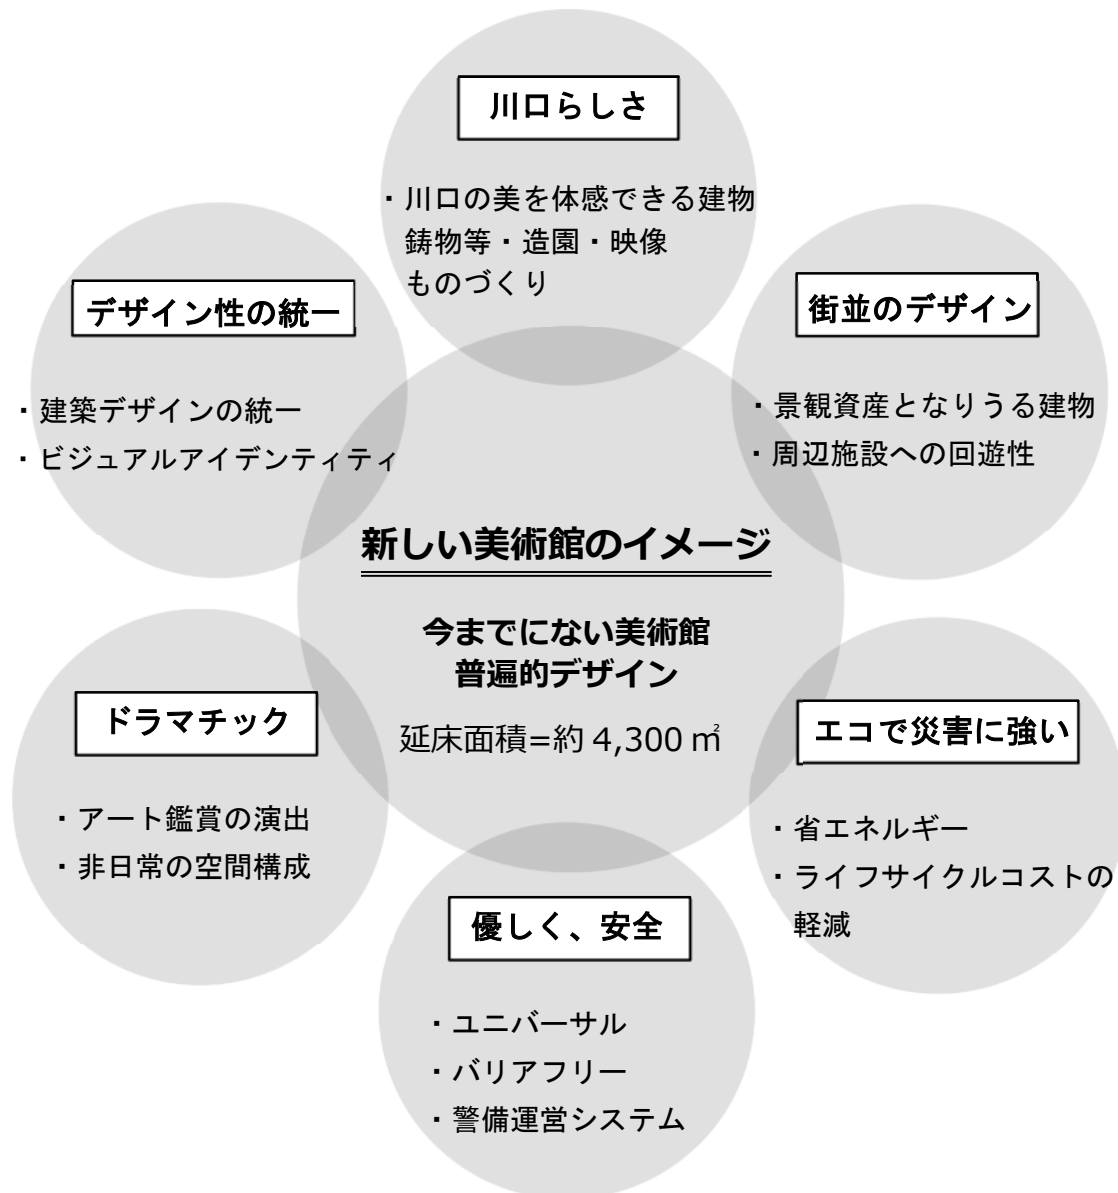 川口らしさ
・川口の美を体感できる建物
鋳物等・造園・映像
ものづくり
デザイン性の統一
・建築デザインの統一
・ビジュアルアイデンティティ
街並のデザイン
・景観資産となりうる建物
・周辺施設への回遊性
新しい美術館のイメージ
今までにない美術館
普遍的デザイン
延床面積=約 4,300 ㎡
ドラマチック
・アート鑑賞の演出
・非日常の空間構成
エコで災害に強い
・省エネルギー
・ライフサイクルコストの
軽減
優しく、安全
・ユニバーサル
・バリアフリー
・警備運営システム